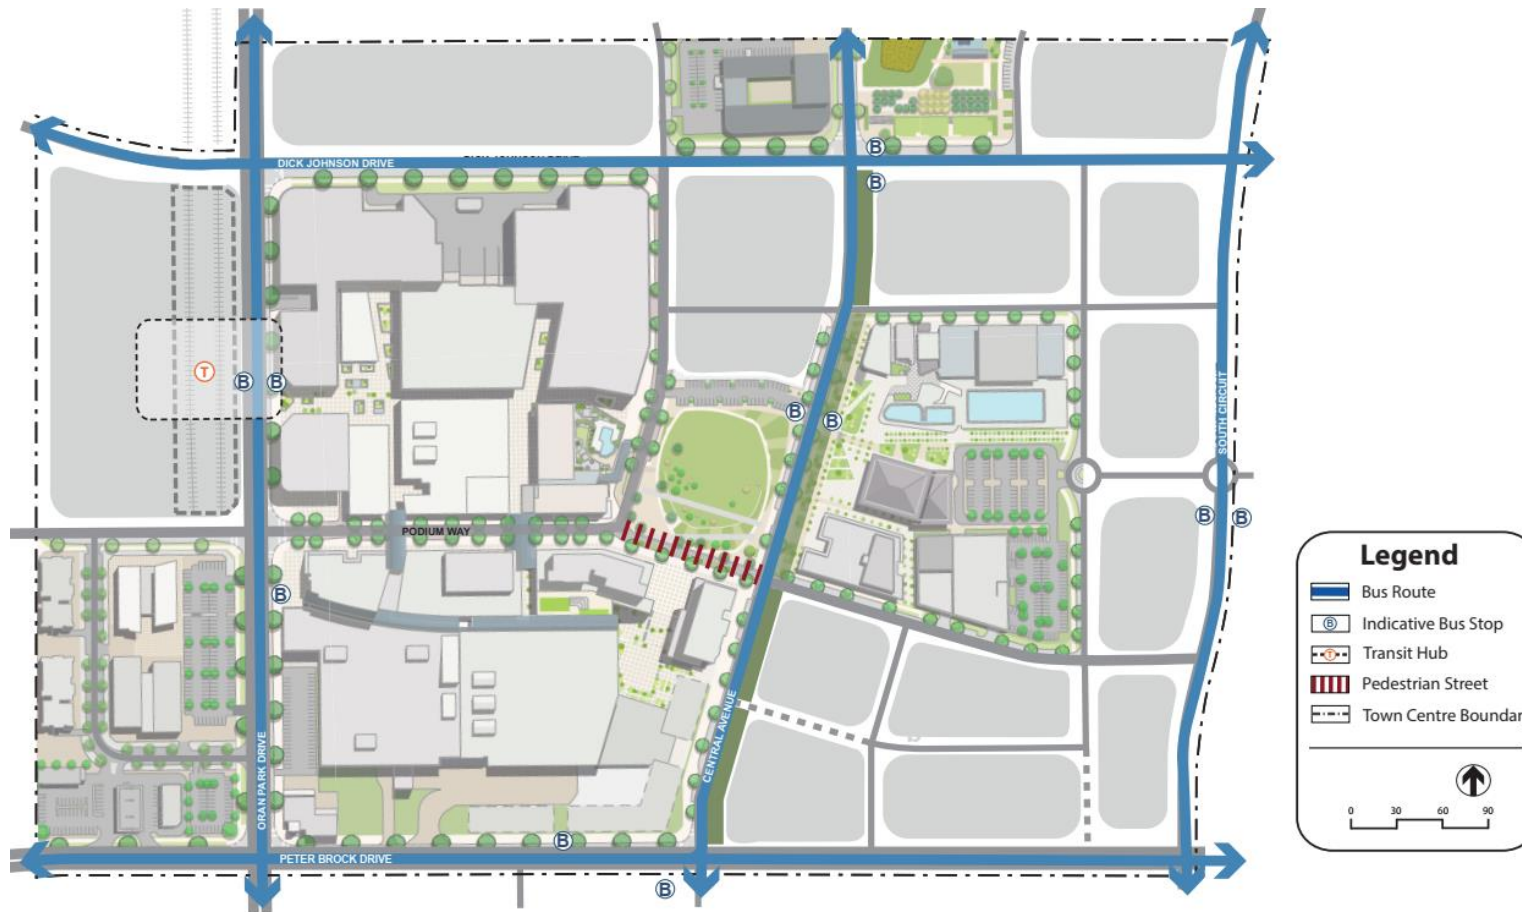 DICK JOHNSON DRIVE
B
B
T
B
B
B
B
SOUTH CIRCUIT
B
B
PODIUM WAY
B
CENTRAL AVENUE
ORAN PARK DRIVE
B
PETER BROCK DRIVE
B
Legend
Bus Route
B Indicative Bus Stop
T Transit Hub
Pedestrian Street
Town Centre Boundar
0 30 60 90